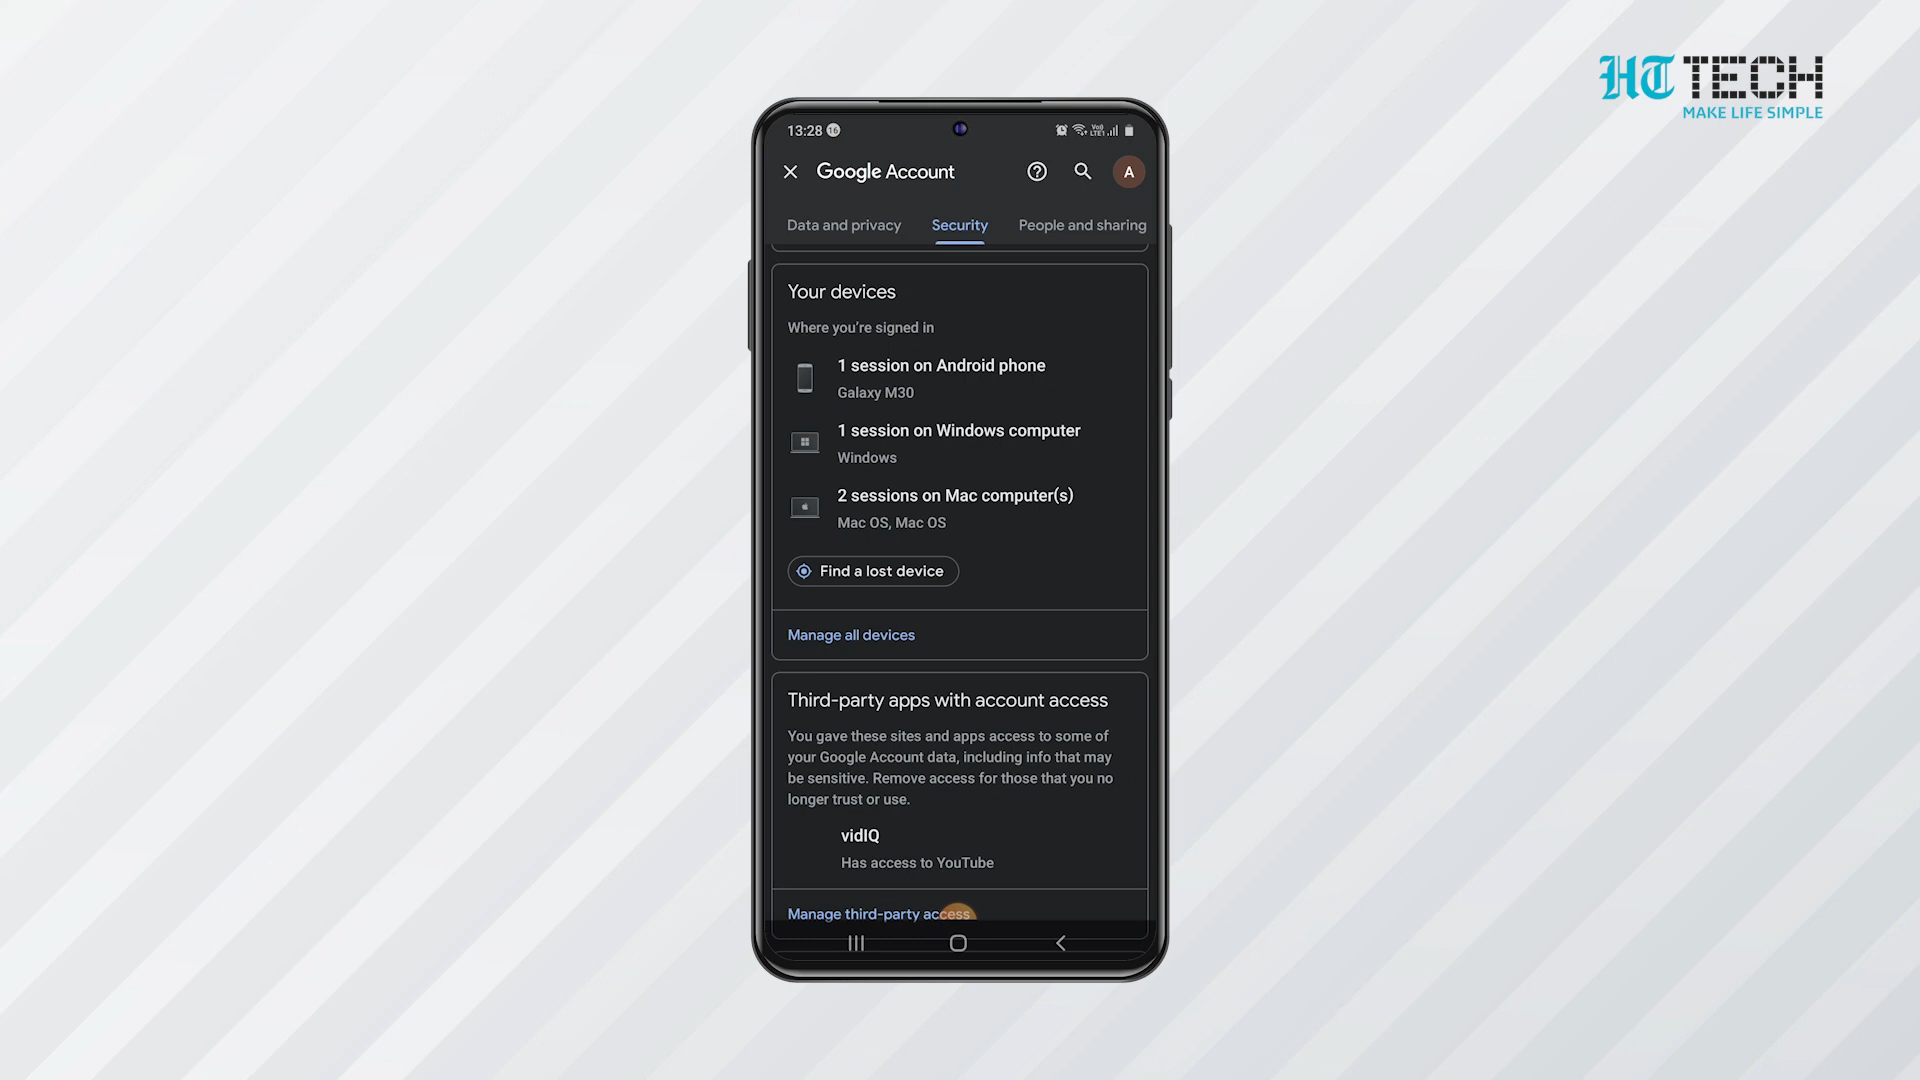 HT TECH
MAKE LIFE SIMPLE
13:28 16
Vo)) LTE1
Google Account
A
Data and privacy Security People and sharing
Your devices
Where you’re signed in
1 session on Android phone
Galaxy M30
1 session on Windows computer
Windows
2 sessions on Mac computer(s)
Mac OS, Mac OS
Find a lost device
Manage all devices
Third-party apps with account access
You gave these sites and apps access to some of
your Google Account data, including info that may
be sensitive. Remove access for those that you no
longer trust or use.
vidIQ
Has access to YouTube
Manage third-party access